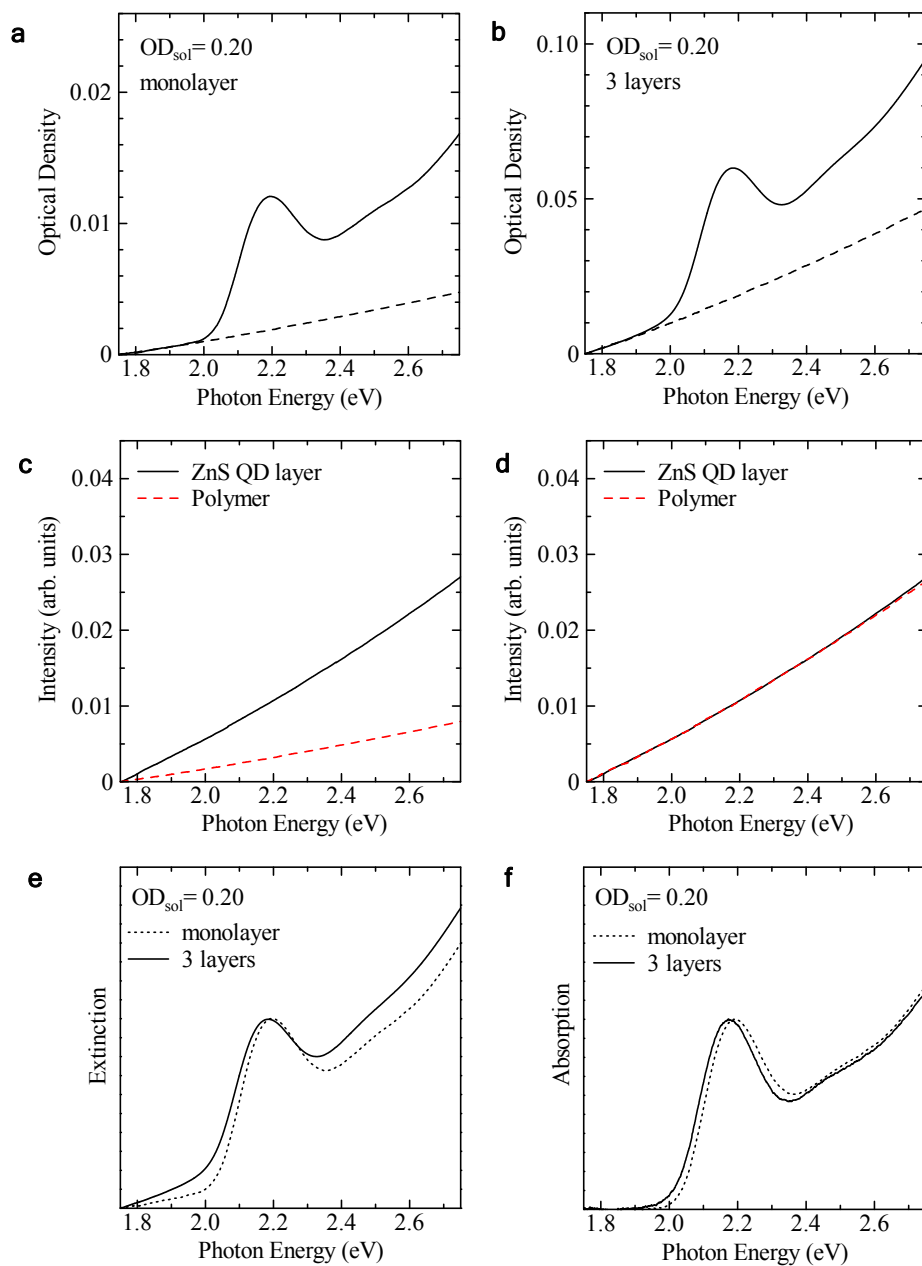 a
OD_sol= 0.20
monolayer
0.02
0.01
0
Optical Density
1.8 2.0 2.2 2.4 2.6
Photon Energy (eV)
b
OD_sol= 0.20
3 layers
0.10
0.05
0
Optical Density
1.8 2.0 2.2 2.4 2.6
Photon Energy (eV)
c
ZnS QD layer
Polymer
0.04
0.03
0.02
0.01
0
Intensity (arb. units)
1.8 2.0 2.2 2.4 2.6
Photon Energy (eV)
d
ZnS QD layer
Polymer
0.04
0.03
0.02
0.01
0
Intensity (arb. units)
1.8 2.0 2.2 2.4 2.6
Photon Energy (eV)
e
OD_sol= 0.20
monolayer
3 layers
Extinction
1.8 2.0 2.2 2.4 2.6
Photon Energy (eV)
f
OD_sol= 0.20
monolayer
3 layers
Absorption
1.8 2.0 2.2 2.4 2.6
Photon Energy (eV)